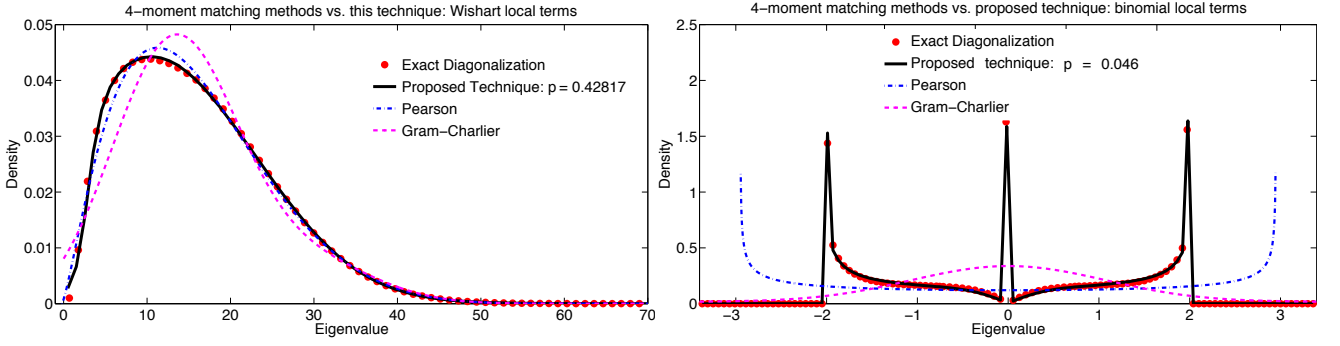 4−moment matching methods vs. this technique: Wishart local terms
0.05
0.04
0.03
0.02
0.01
0
Density
Exact Diagonalization
Proposed Technique: p = 0.42817
Pearson
Gram−Charlier
0 10 20 30 40 50 60 70
Eigenvalue
4−moment matching methods vs. proposed technique: binomial local terms
2.5
2
1.5
1
0.5
0
Density
Exact Diagonalization
Proposed technique: p = 0.046
Pearson
Gram−Charlier
−3 −2 -1 0 1 2 3
Eigenvalue